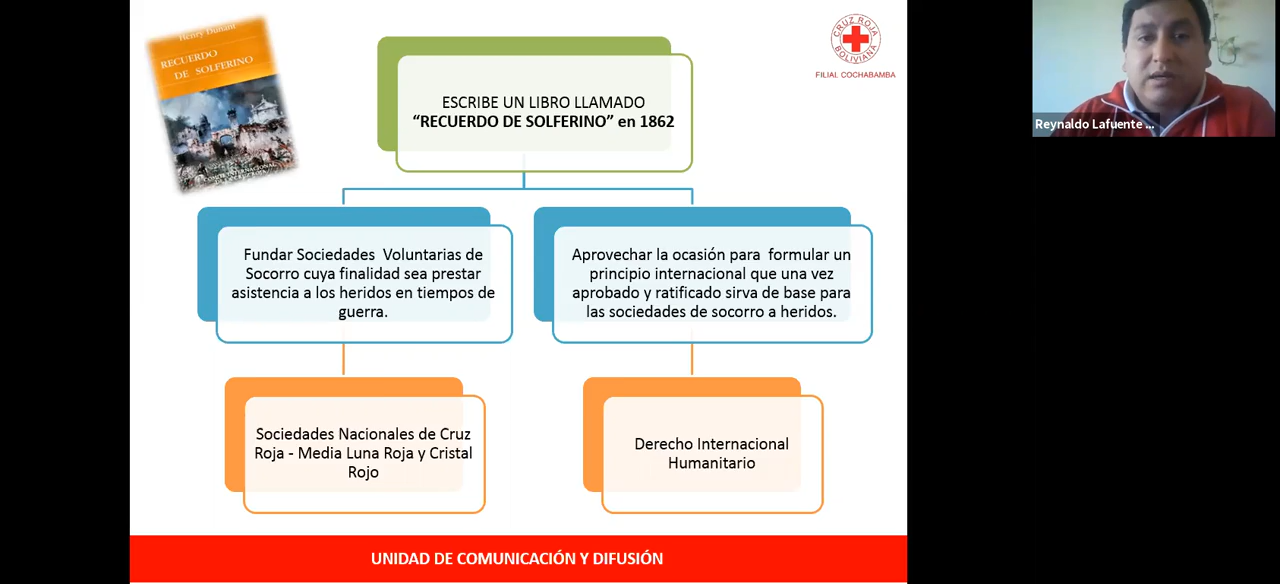 Henry Dunant
RECUERDO
DE SOLFERINO
COMITÉ INTERNACIONAL
CRUZ ROJA
BOLIVIANA
FILIAL COCHABAMBA
ESCRIBE UN LIBRO LLAMADO
“RECUERDO DE SOLFERINO” en 1862
Reynaldo Lafuente ...
Fundar Sociedades Voluntarias de
Socorro cuya finalidad sea prestar
asistencia a los heridos en tiempos de
guerra.
Aprovechar la ocasión para formular un
principio internacional que una vez
aprobado y ratificado sirva de base para
las sociedades de socorro a heridos.
Sociedades Nacionales de Cruz
Roja - Media Luna Roja y Cristal
Rojo
Derecho Internacional
Humanitario
UNIDAD DE COMUNICACIÓN Y DIFUSIÓN